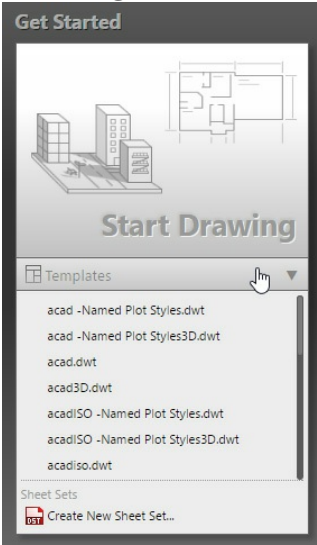 Get Started
Start Drawing
Templates
acad -Named Plot Styles.dwt
acad -Named Plot Styles3D.dwt
acad.dwt
acad3D.dwt
acadISO -Named Plot Styles.dwt
acadISO -Named Plot Styles3D.dwt
acadiso.dwt
Sheet Sets
DST Create New Sheet Set...